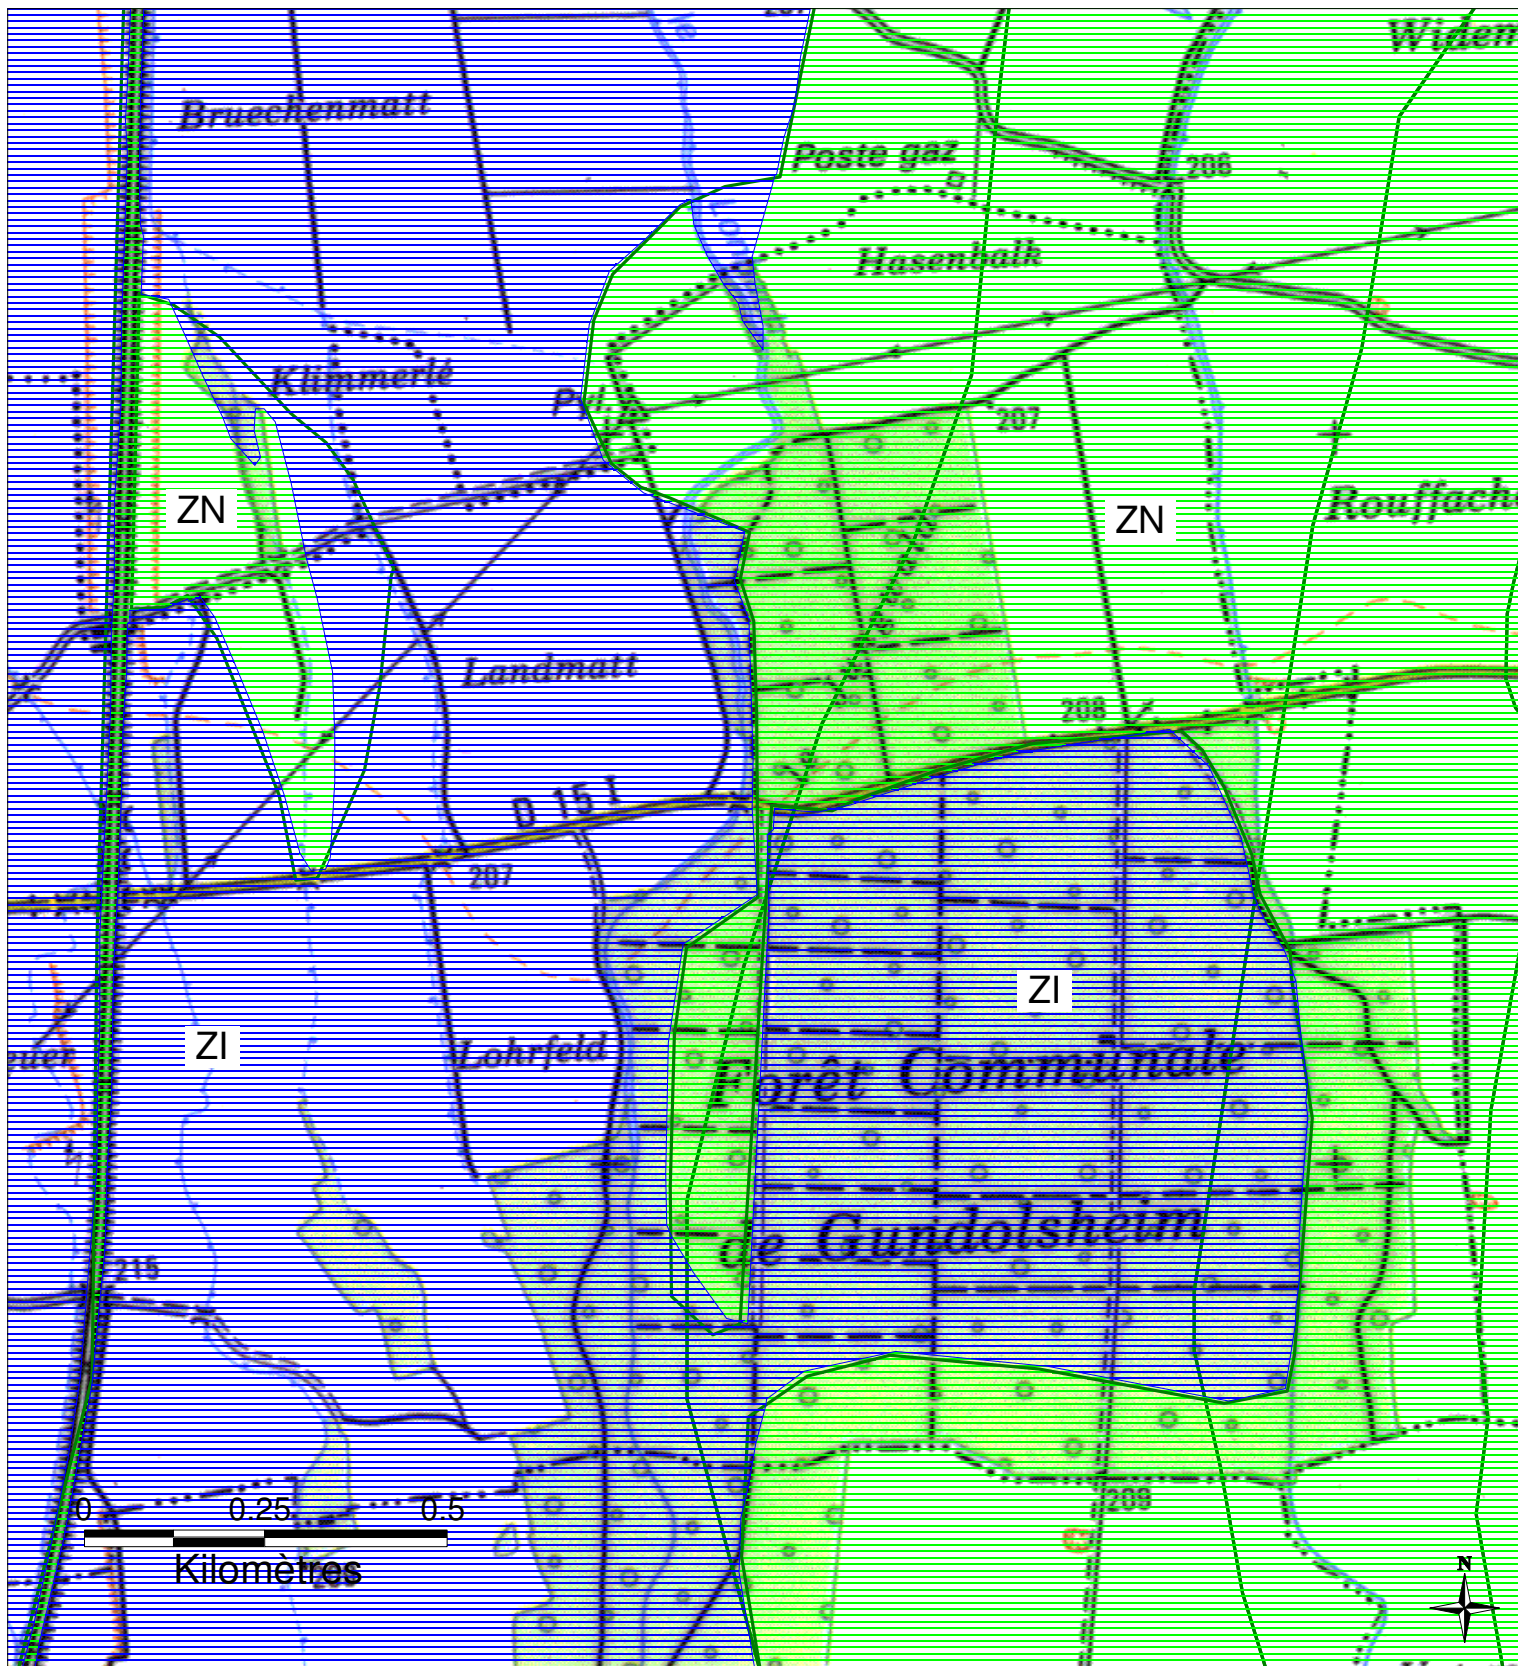 Widen
Bruechenmatt
Poste gaz
206
Hasenbalk
Klimmerlé
207
ZN
ZN
Rouffach
Landmatt
208
D 15 I
207
ZI
ZI
Lohrfeld
Forêt Communale
de Gundolsheim
215
209
0 0.25 0.5
Kilomètres
N